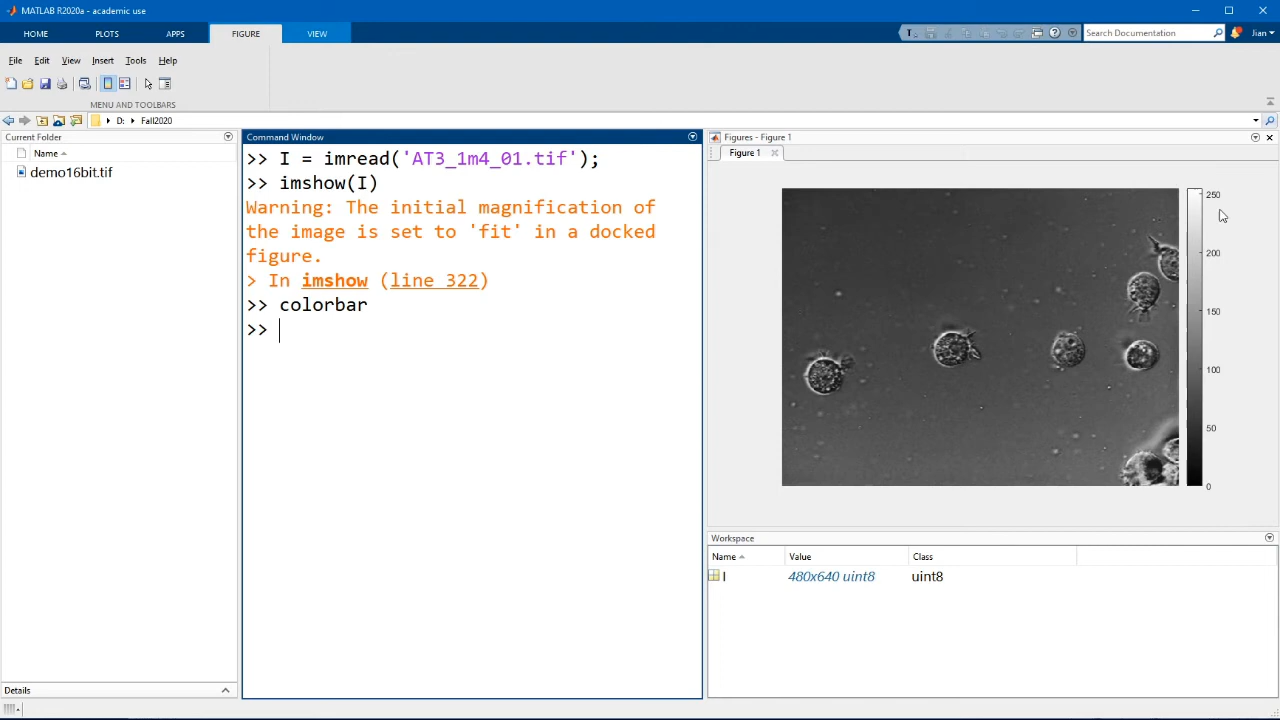 MATLAB R2020a - academic use
HOME PLOTS APPS FIGURE VIEW
Search Documentation
Jian
File Edit View Insert Tools Help
MENU AND TOOLBARS
D: Fall2020
Current Folder
Name
demo16bit.tif
Details
Command Window
>> I = imread('AT3_1m4_01.tif');
>> imshow(I)
Warning: The initial magnification of
the image is set to 'fit' in a docked
figure.
> In imshow (line 322)
>> colorbar
>>
Figures - Figure 1
Figure 1
250
200
150
100
50
0
Workspace
Name Value Class
I 480x640 uint8 uint8